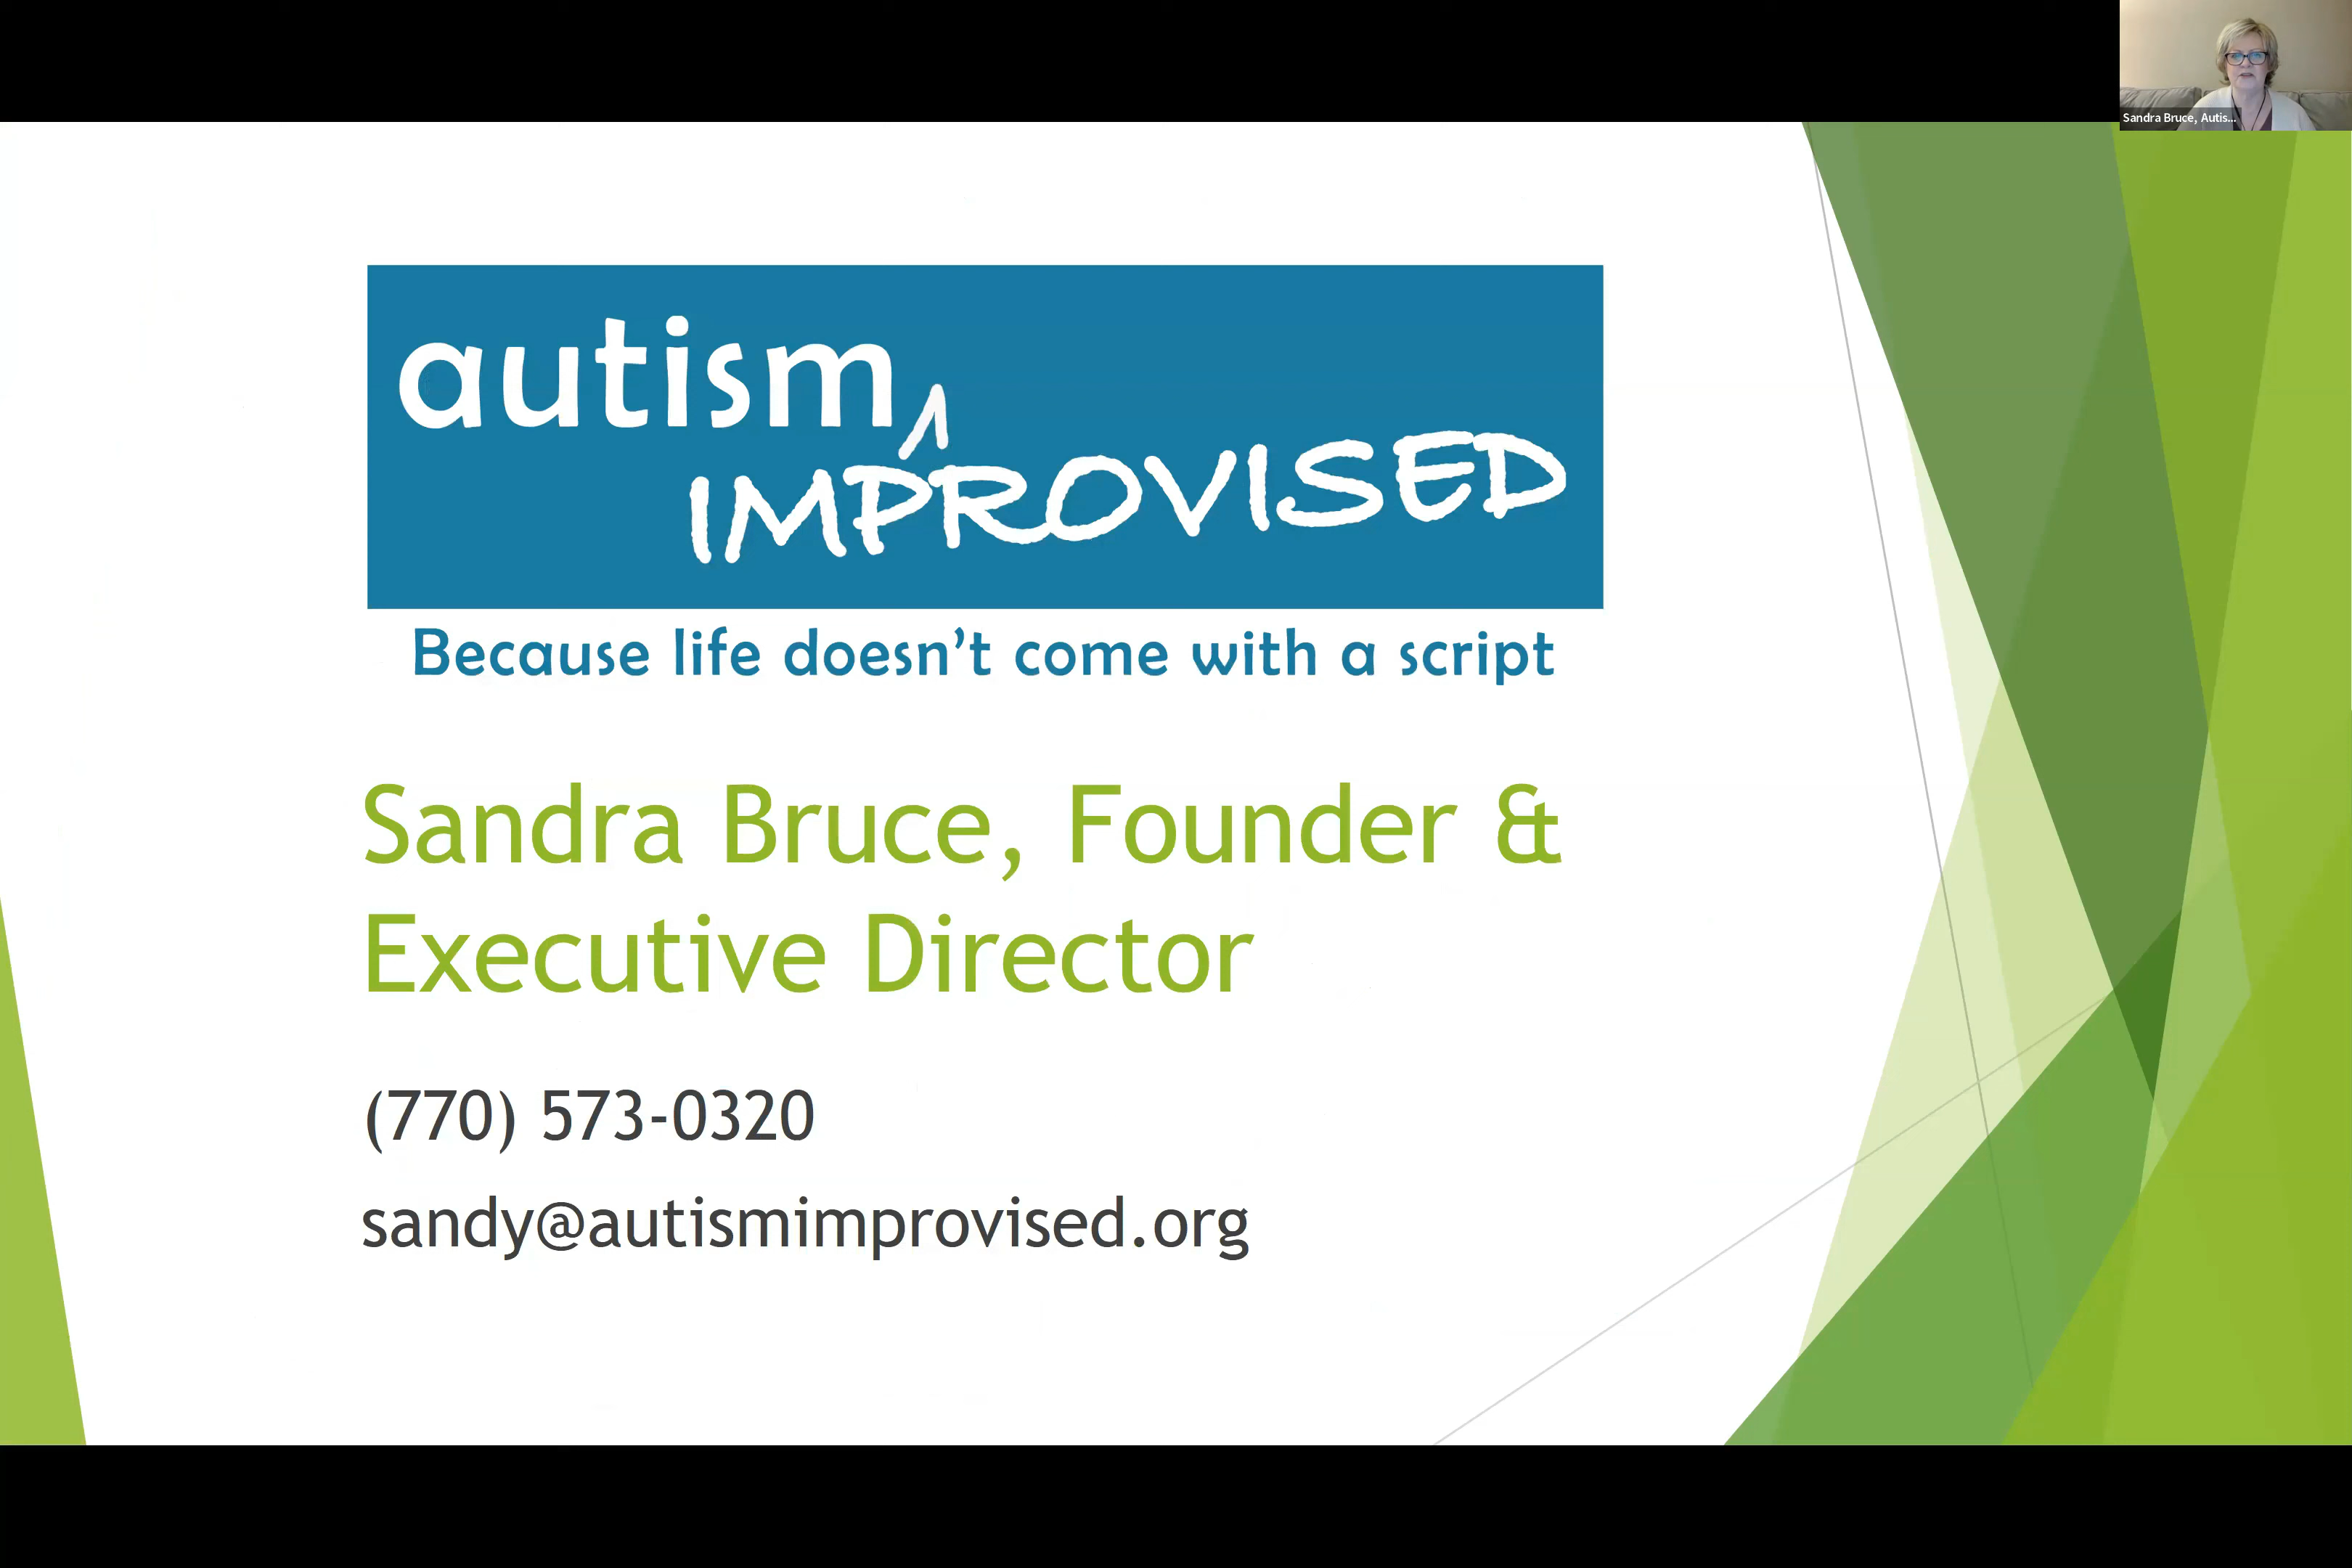 Sandra Bruce, Autis...
autism
IMPROVISED
Because life doesn't come with a script
Sandra Bruce, Founder &
Executive Director
(770) 573-0320
sandy@autismimprovised.org